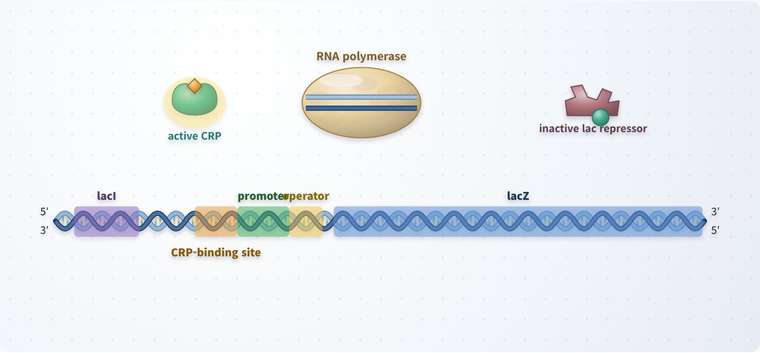 RNA polymerase
active CRP
inactive lac repressor
lacI
promoter
operator
lacZ
5'
3'
3'
5'
CRP-binding site